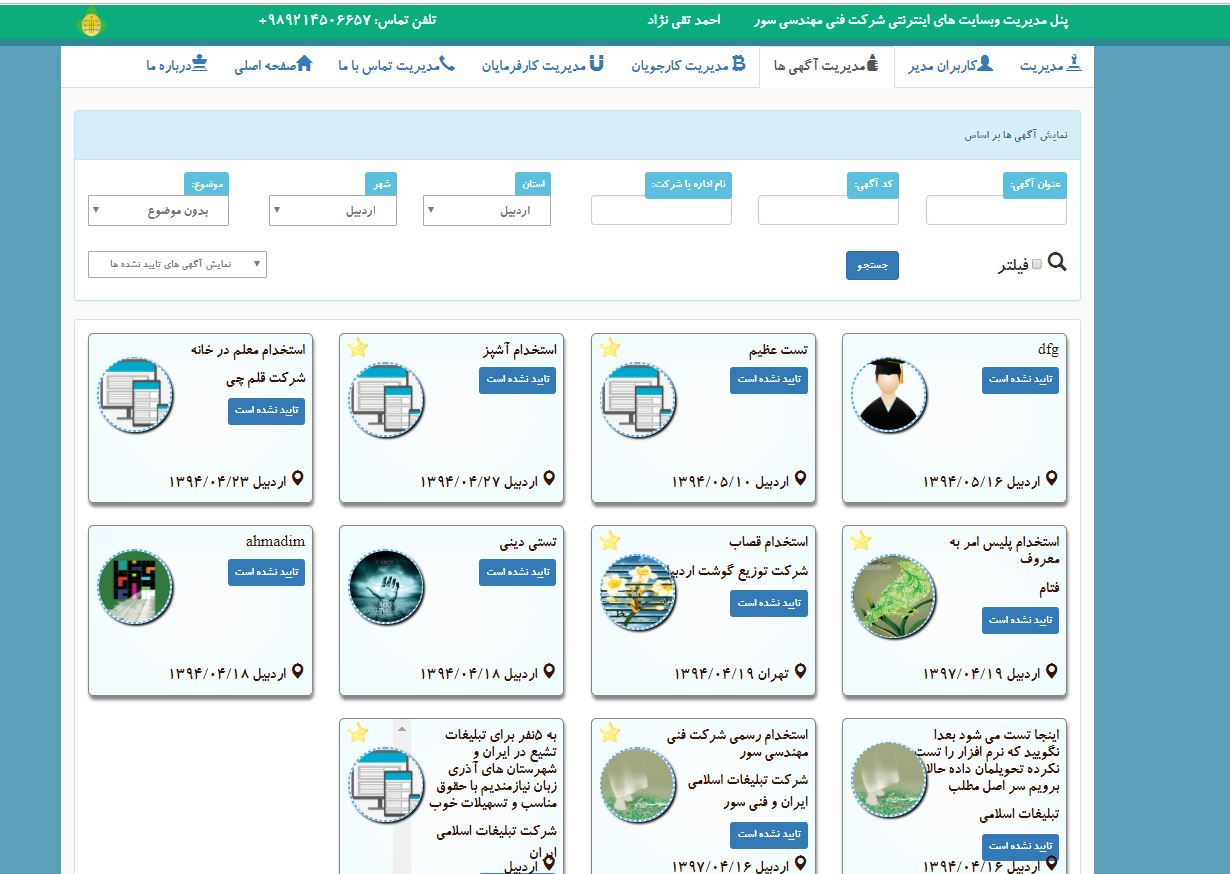 پنل مدیریت وبسایت های اینترنتی شرکت فنی مهندسی سور
احمد تقی نژاد
تلفن تماس: ۹۸۹۲۱۴۵۰۶۶۵۷+
مدیریت
کاربران مدیر
مدیریت آگهی ها
مدیریت کارجویان
مدیریت کارفرمایان
مدیریت تماس با ما
صفحه اصلی
درباره ما
نمایش آگهی ها بر اساس
عنوان آگهی:
کد آگهی:
نام اداره یا شرکت:
استان
شهر
موضوع:
اردبیل
اردبیل
بدون موضوع
فیلتر
جستجو
نمایش آگهی های تایید نشده ها
dfg
تایید نشده است
اردبیل ۱۳۹۴/۰۵/۱۶
تست عظیم
تایید نشده است
اردبیل ۱۳۹۴/۰۵/۱۰
استخدام آشپز
تایید نشده است
اردبیل ۱۳۹۴/۰۴/۲۷
استخدام معلم در خانه
شرکت قلم چی
تایید نشده است
اردبیل ۱۳۹۴/۰۴/۲۳
استخدام پلیس امر به
معروف
فتام
تایید نشده است
اردبیل ۱۳۹۷/۰۴/۱۹
استخدام قصاب
شرکت توزیع گوشت اردبیل
تایید نشده است
تهران ۱۳۹۴/۰۴/۱۹
تستی دینی
تایید نشده است
اردبیل ۱۳۹۴/۰۴/۱۸
ahmadim
تایید نشده است
اردبیل ۱۳۹۴/۰۴/۱۸
اینجا تست می شود بعدا
نگویید که نرم افزار را تست
نکرده تحویلمان داده حالا
برویم سر اصل مطلب
تبلیغات اسلامی
تایید نشده است
اردبیل ۱۳۹۴/۰۴/۱۶
استخدام رسمی شرکت فنی
مهندسی سور
شرکت تبلیغات اسلامی
ایران و فنی سور
تایید نشده است
اردبیل ۱۳۹۷/۰۴/۱۶
به ۵نفر برای تبلیغات
تشیع در ایران و
شهرستان های آذری
زبان نیازمندیم با حقوق
مناسب و تسهیلات خوب
شرکت تبلیغات اسلامی
ایران
اردبیل